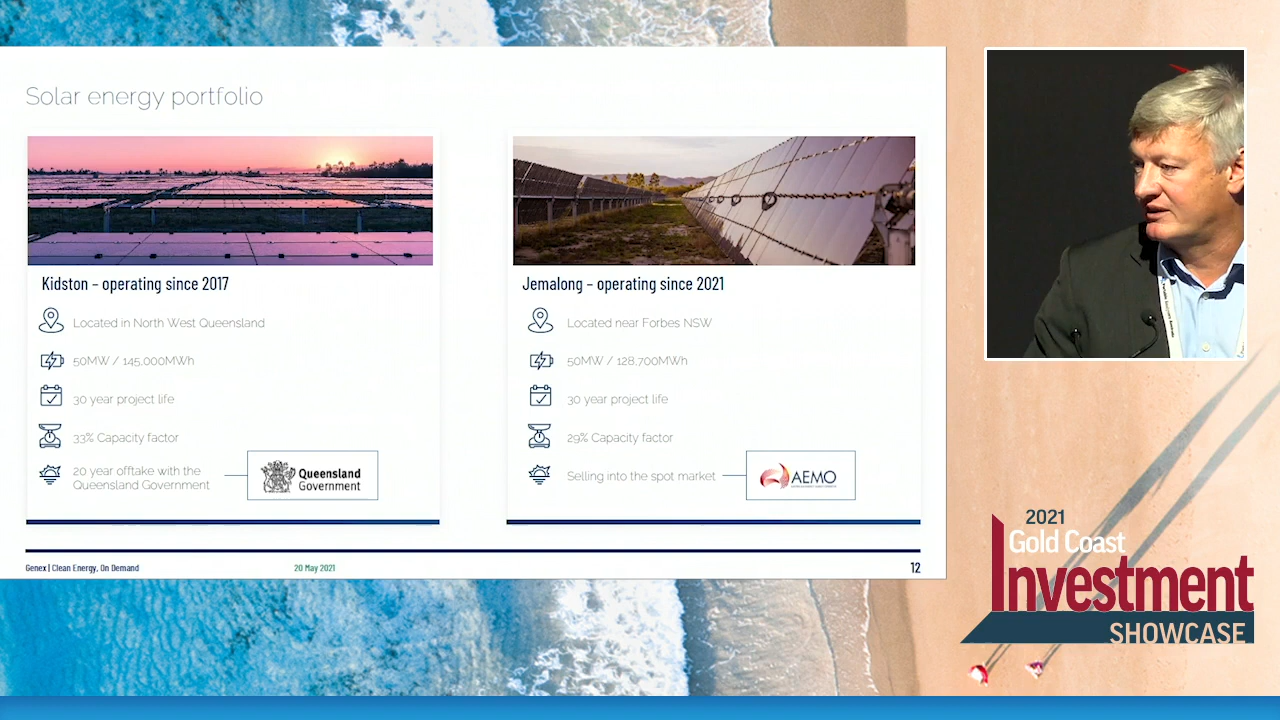 Solar energy portfolio
Kidston – operating since 2017
Located in North West Queensland
50MW / 145,000MWh
30 year project life
33% Capacity factor
20 year offtake with the
Queensland Government
Queensland
Government
Jemalong – operating since 2021
Located near Forbes NSW
50MW / 128,700MWh
30 year project life
29% Capacity factor
Selling into the spot market
AEMO
Genex | Clean Energy, On Demand
20 May 2021
12
2021
Gold Coast
Investment
SHOWCASE